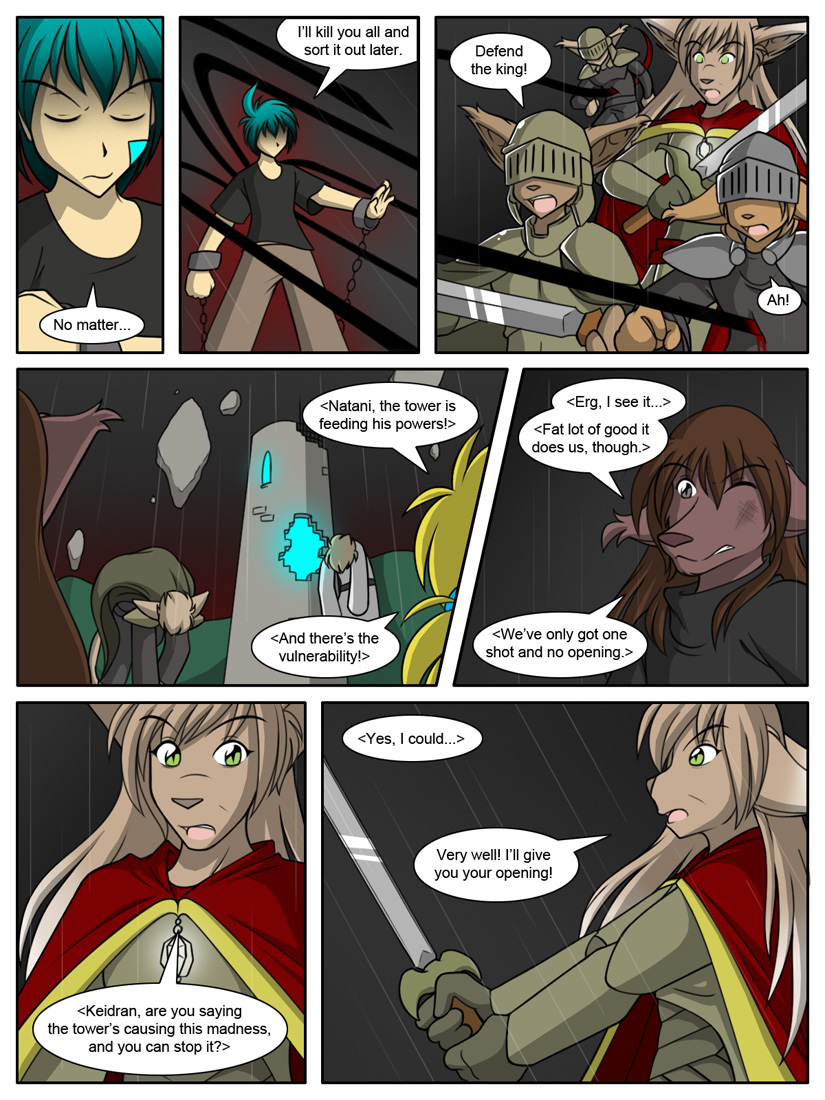 No matter...
I'll kill you all and
sort it out later.
Defend
the king!
Ah!
<Natani, the tower is
feeding his powers!>
<And there's the
vulnerability!>
<Erg, I see it...>
<Fat lot of good it
does us, though.>
<We've only got one
shot and no opening.>
<Keidran, are you saying
the tower's causing this madness,
and you can stop it?>
<Yes, I could...>
Very well! I'll give
you your opening!